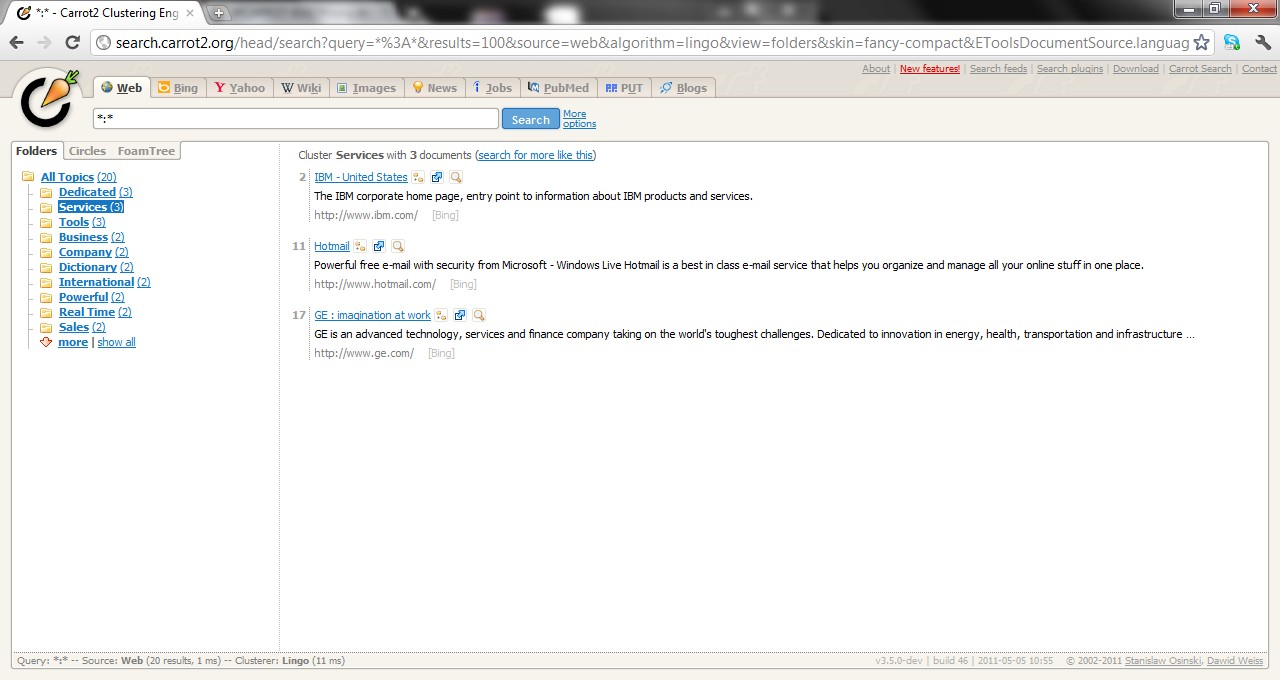 *:* - Carrot2 Clustering Eng
search.carrot2.org/head/search?query=*%3A*&results=100&source=web&algorithm=lingo&view=folders&skin=fancy-compact&EToolsDocumentSource.languag
About | New features! | Search feeds | Search plugins | Download | Carrot Search | Contact
Web Bing Yahoo Wiki Images News Jobs PubMed PUT Blogs
*:* Search More options
Folders Circles FoamTree
Cluster Services with 3 documents (search for more like this)
All Topics (20)
Dedicated (3)
Services (3)
Tools (3)
Business (2)
Company (2)
Dictionary (2)
International (2)
Powerful (2)
Real Time (2)
Sales (2)
more | show all
2 IBM - United States
The IBM corporate home page, entry point to information about IBM products and services.
http://www.ibm.com/ [Bing]
11 Hotmail
Powerful free e-mail with security from Microsoft - Windows Live Hotmail is a best in class e-mail service that helps you organize and manage all your online stuff in one place.
http://www.hotmail.com/ [Bing]
17 GE : imagination at work
GE is an advanced technology, services and finance company taking on the world's toughest challenges. Dedicated to innovation in energy, health, transportation and infrastructure ...
http://www.ge.com/ [Bing]
Query: *:* -- Source: Web (20 results, 1 ms) -- Clusterer: Lingo (11 ms)
v3.5.0-dev | build 46 | 2011-05-05 10:55 © 2002-2011 Stanislaw Osinski, Dawid Weiss